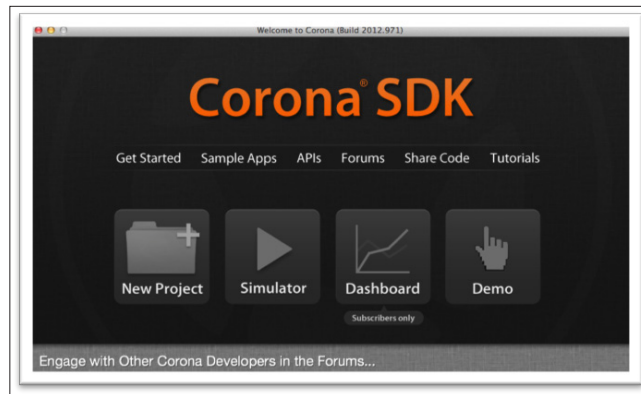 Welcome to Corona (Build 2012.971)
Corona® SDK
Get Started Sample Apps APIs Forums Share Code Tutorials
New Project Simulator Dashboard Demo
Subscribers only
Engage with Other Corona Developers in the Forums...